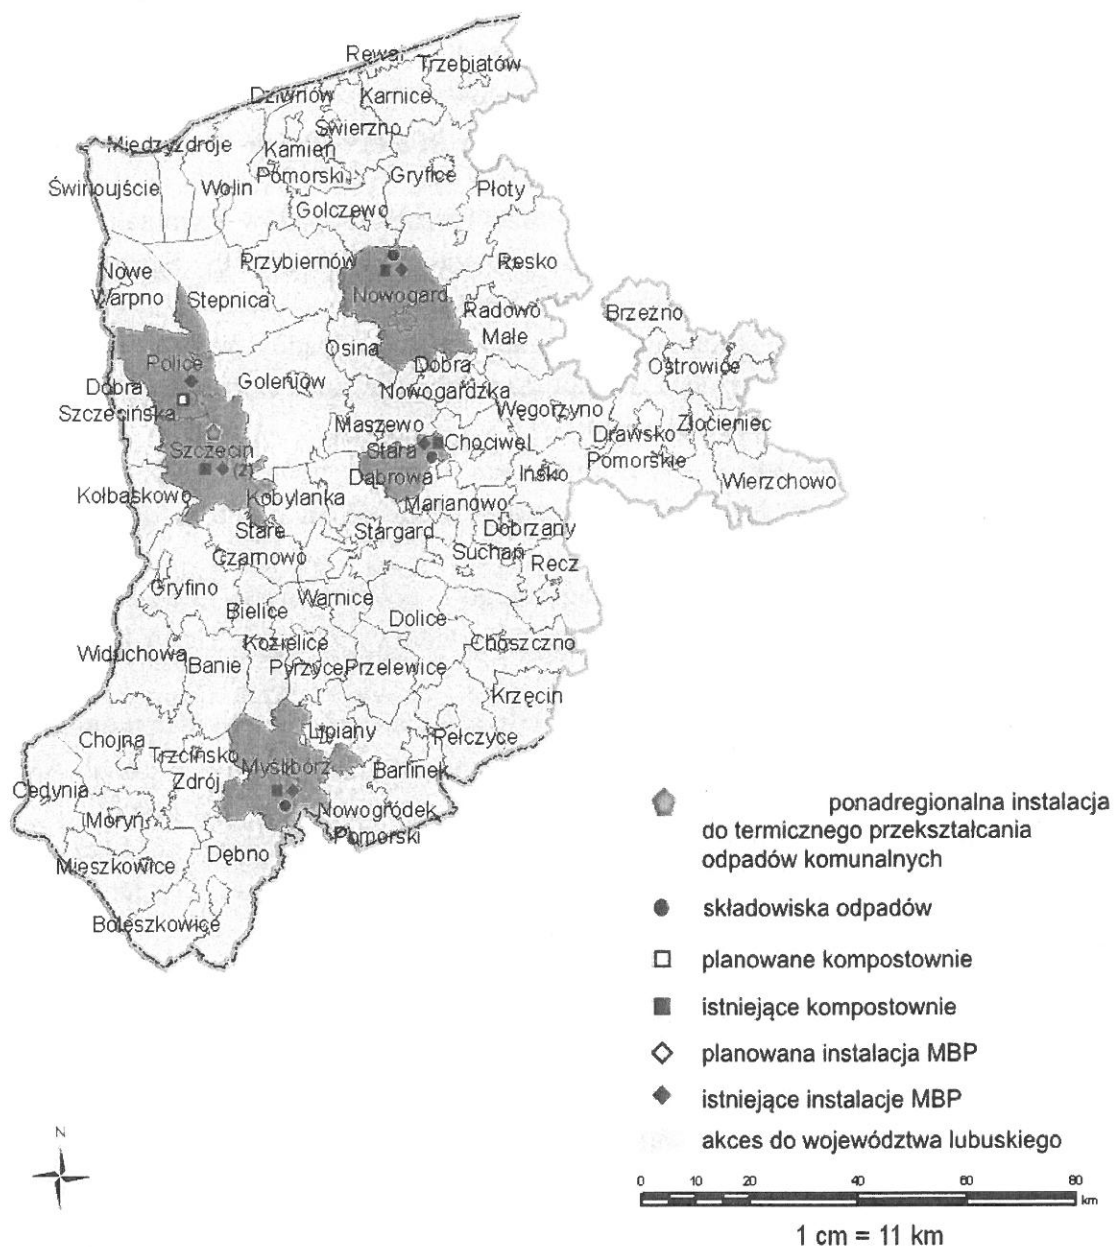 Rewal
Trzebiatów
Dziwnów
Karnice
Świerzno
Międzyzdroje
Kamień
Pomorski
Gryfice
Świnoujście
Wolin
Płoty
Golczewo
Przybiernów
Resko
Nowe
Warpno
Stepnica
Nowogard
Radowo
Małe
Brzeżno
Osina
Police
Dobra
Nowogardzka
Ostrowice
Dobra
Szczecińska
Goleniów
Węgorzyno
Maszewo
Złocieniec
Chociwel
Drawsko
Pomorskie
Szczecin
Stara
Dąbrowa
(2)
Ińsko
Wierzchowo
Kołbaskowo
Kobylanka
Marianowo
Stare
Czarnowo
Stargard
Dobrzany
Suchań
Recz
Gryfino
Warnice
Bielice
Dolice
Kozielice
Choszczno
Widuchowa
Banie
Pyrzyce
Przelewice
Krzęcin
Lipiany
Pełczyce
Chojna
Trzcińsko
Zdrój
Myślibórz
Barlinek
Cedynia
Moryń
Nowogródek
Pomorski
Mieszkowice
Dębno
Boleszkowice
ponadregionalna instalacja
do termicznego przekształcania
odpadów komunalnych
składowiska odpadów
planowane kompostownie
istniejące kompostownie
planowana instalacja MBP
istniejące instalacje MBP
akces do województwa lubuskiego
N
0 10 20 40 60 80
km
1 cm = 11 km